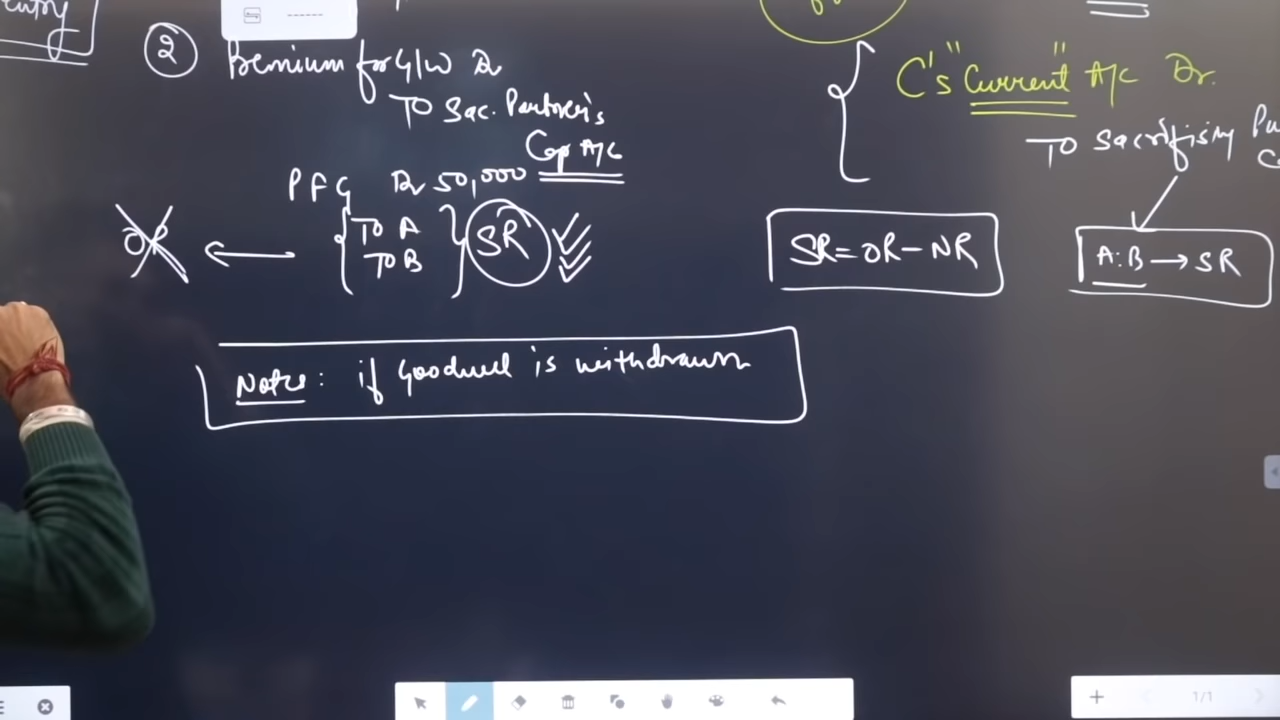 entry
②
Premium for G/W Dr
To Sac. Partner's
Cap A/c
PFG Dr 50,000
To A
To B
SR
OR
C's "Current" A/c Dr.
To Sacrifising
SR = OR - NR
A:B → SR
Note: if Goodwill is withdrawn
1/1